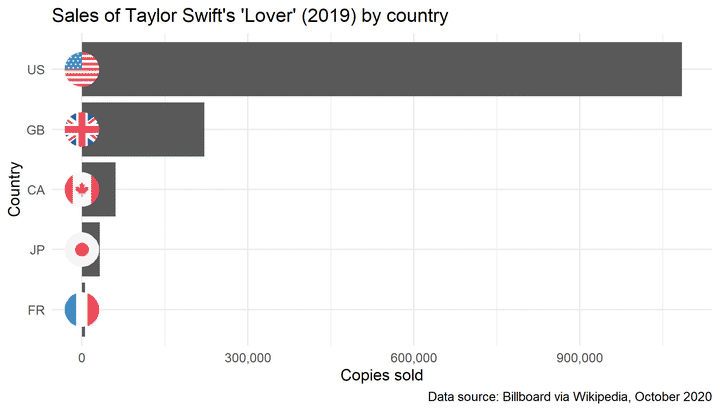 Sales of Taylor Swift's 'Lover' (2019) by country
Country
US
GB
CA
JP
FR
0 300,000 600,000 900,000
Copies sold
Data source: Billboard via Wikipedia, October 2020